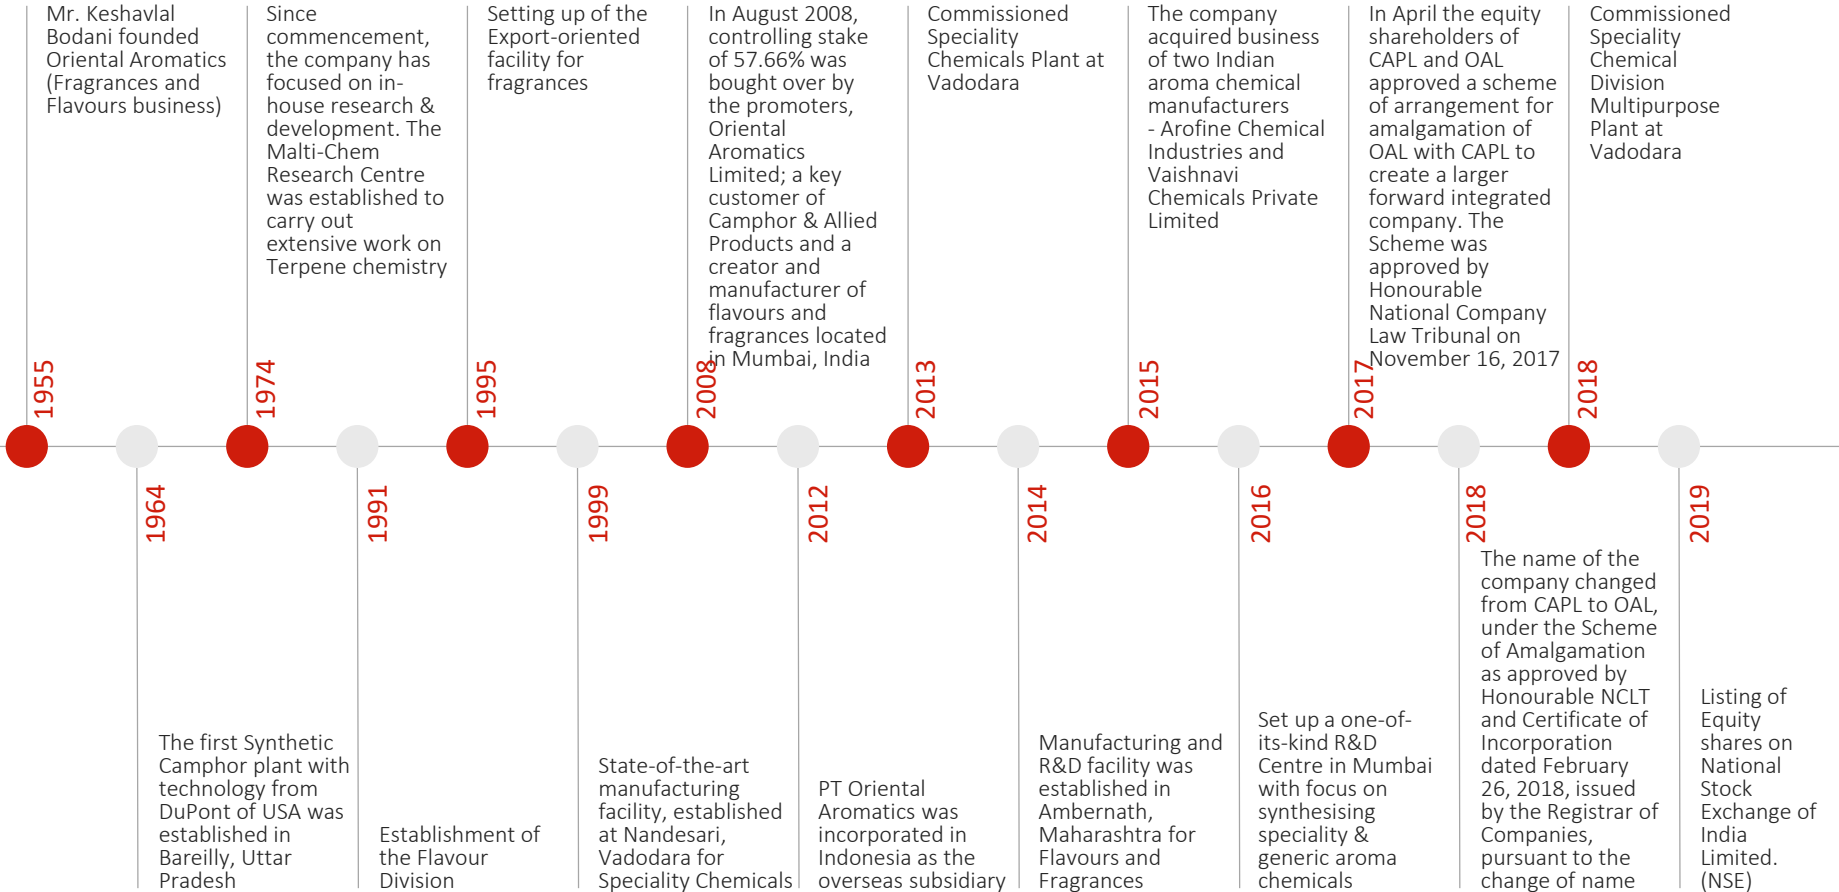 Mr. Keshavlal
Bodani founded
Oriental Aromatics
(Fragrances and
Flavours business)
1955
1964
The first Synthetic
Camphor plant with
technology from
DuPont of USA was
established in
Bareilly, Uttar
Pradesh
Since
commencement,
the company has
focused on in-
house research &
development. The
Malti-Chem
Research Centre
was established to
carry out
extensive work on
Terpene chemistry
1974
1991
Establishment of
the Flavour
Division
Setting up of the
Export-oriented
facility for
fragrances
1995
1999
State-of-the-art
manufacturing
facility, established
at Nandesari,
Vadodara for
Speciality Chemicals
In August 2008,
controlling stake
of 57.66% was
bought over by
the promoters,
Oriental
Aromatics
Limited; a key
customer of
Camphor & Allied
Products and a
creator and
manufacturer of
flavours and
fragrances located
in Mumbai, India
2008
2012
PT Oriental
Aromatics was
incorporated in
Indonesia as the
overseas subsidiary
Commissioned
Speciality
Chemicals Plant at
Vadodara
2013
2014
Manufacturing and
R&D facility was
established in
Ambernath,
Maharashtra for
Flavours and
Fragrances
The company
acquired business
of two Indian
aroma chemical
manufacturers
- Arofine Chemical
Industries and
Vaishnavi
Chemicals Private
Limited
2015
2016
Set up a one-of-
its-kind R&D
Centre in Mumbai
with focus on
synthesising
speciality &
generic aroma
chemicals
In April the equity
shareholders of
CAPL and OAL
approved a scheme
of arrangement for
amalgamation of
OAL with CAPL to
create a larger
forward integrated
company. The
Scheme was
approved by
Honourable
National Company
Law Tribunal on
November 16, 2017
2017
2018
The name of the
company changed
from CAPL to OAL,
under the Scheme
of Amalgamation
as approved by
Honourable NCLT
and Certificate of
Incorporation
dated February
26, 2018, issued
by the Registrar of
Companies,
pursuant to the
change of name
Commissioned
Speciality
Chemical
Division
Multipurpose
Plant at
Vadodara
2018
2019
Listing of
Equity
shares on
National
Stock
Exchange of
India
Limited.
(NSE)